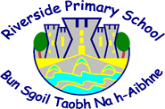 Riverside Primary School
Bun Sgoil Taobh Na h-Aibhne